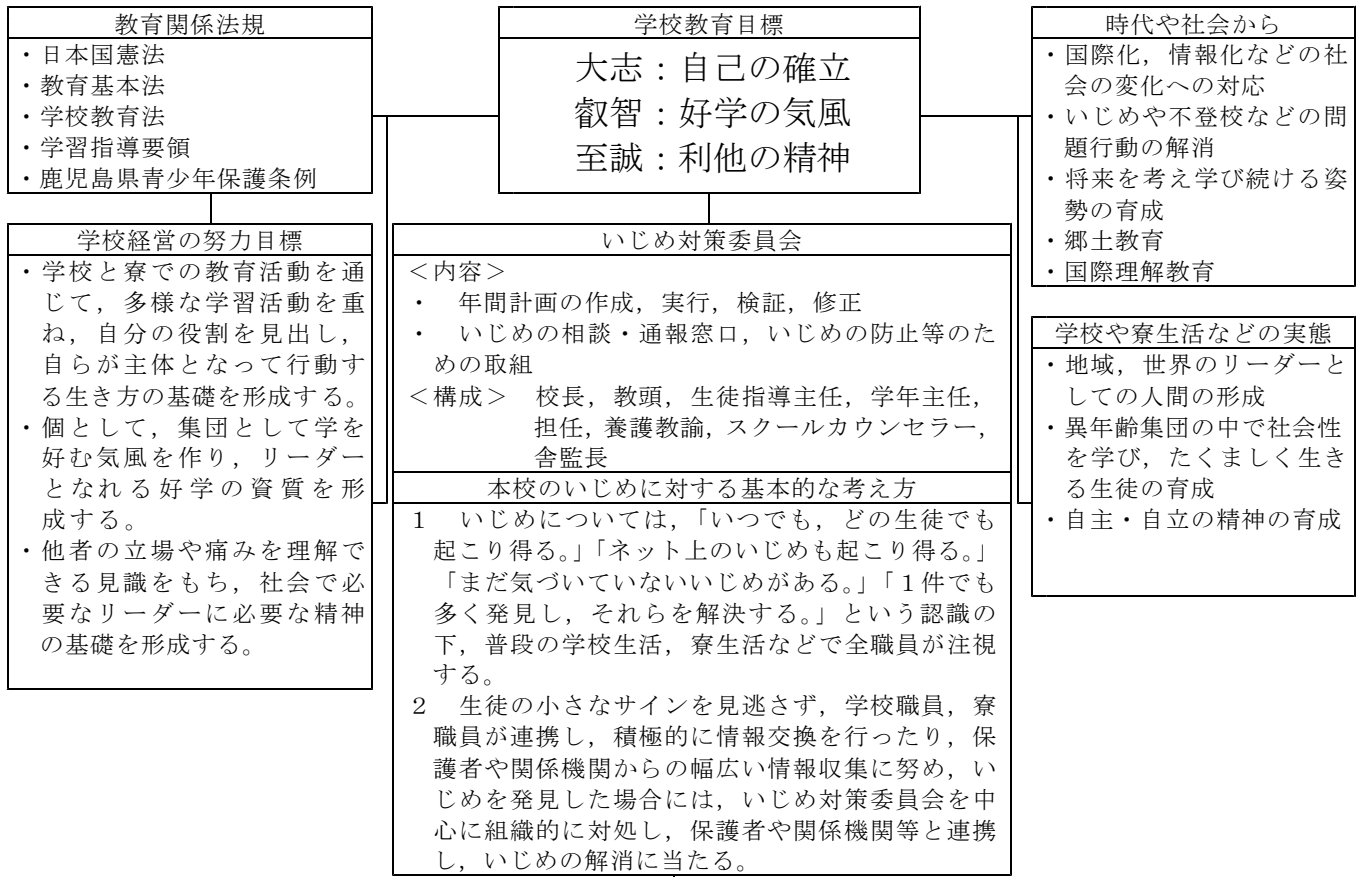 教育関係法規
・日本国憲法
・教育基本法
・学校教育法
・学習指導要領
・鹿児島県青少年保護条例
学校教育目標
大志：自己の確立
叡智：好学の気風
至誠：利他の精神
時代や社会から
・国際化，情報化などの社
会の変化への対応
・いじめや不登校などの問
題行動の解消
・将来を考え学び続ける姿
勢の育成
・郷土教育
・国際理解教育
学校経営の努力目標
・学校と寮での教育活動を通
じて，多様な学習活動を重
ね，自分の役割を見出し，
自らが主体となって行動す
る生き方の基礎を形成する。
・個として，集団として学を
好む気風を作り，リーダー
となれる好学の資質を形
成する。
・他者の立場や痛みを理解で
きる見識をもち，社会で必
要なリーダーに必要な精神
の基礎を形成する。
いじめ対策委員会
＜内容＞
・　年間計画の作成，実行，検証，修正
・　いじめの相談・通報窓口，いじめの防止等のた
めの取組
＜構成＞　校長，教頭，生徒指導主任，学年主任，
担任，養護教諭，スクールカウンセラー，
舎監長
本校のいじめに対する基本的な考え方
１　いじめについては，「いつでも，どの生徒でも
起こり得る。」「ネット上のいじめも起こり得る。」
「まだ気づいていないいじめがある。」「１件でも
多く発見し，それらを解決する。」という認識の
下，普段の学校生活，寮生活などで全職員が注視
する。
２　生徒の小さなサインを見逃さず，学校職員，寮
職員が連携し，積極的に情報交換を行ったり，保
護者や関係機関からの幅広い情報収集に努め，い
じめを発見した場合には，いじめ対策委員会を中
心に組織的に対処し，保護者や関係機関等と連携
し，いじめの解消に当たる。
学校や寮生活などの実態
・地域，世界のリーダーと
しての人間の形成
・異年齢集団の中で社会性
を学び，たくましく生き
る生徒の育成
・自主・自立の精神の育成